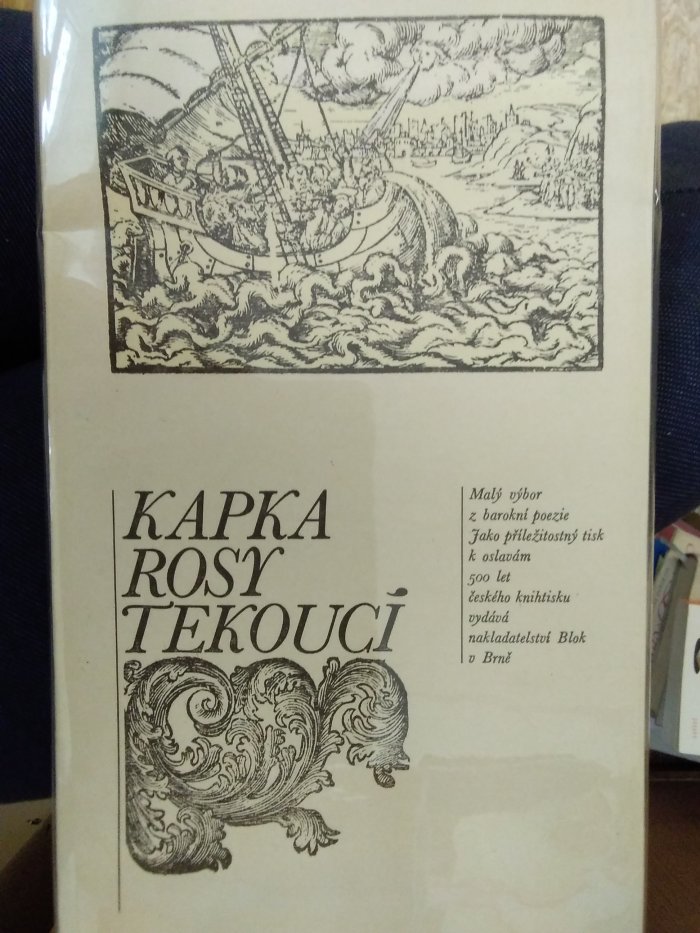 KAPKA
ROSY
TEKOUCÍ
Malý výbor
z barokní poezie
Jako příležitostný tisk
k oslavám
500 let
českého knihtisku
vydává
nakladatelství Blok
v Brně